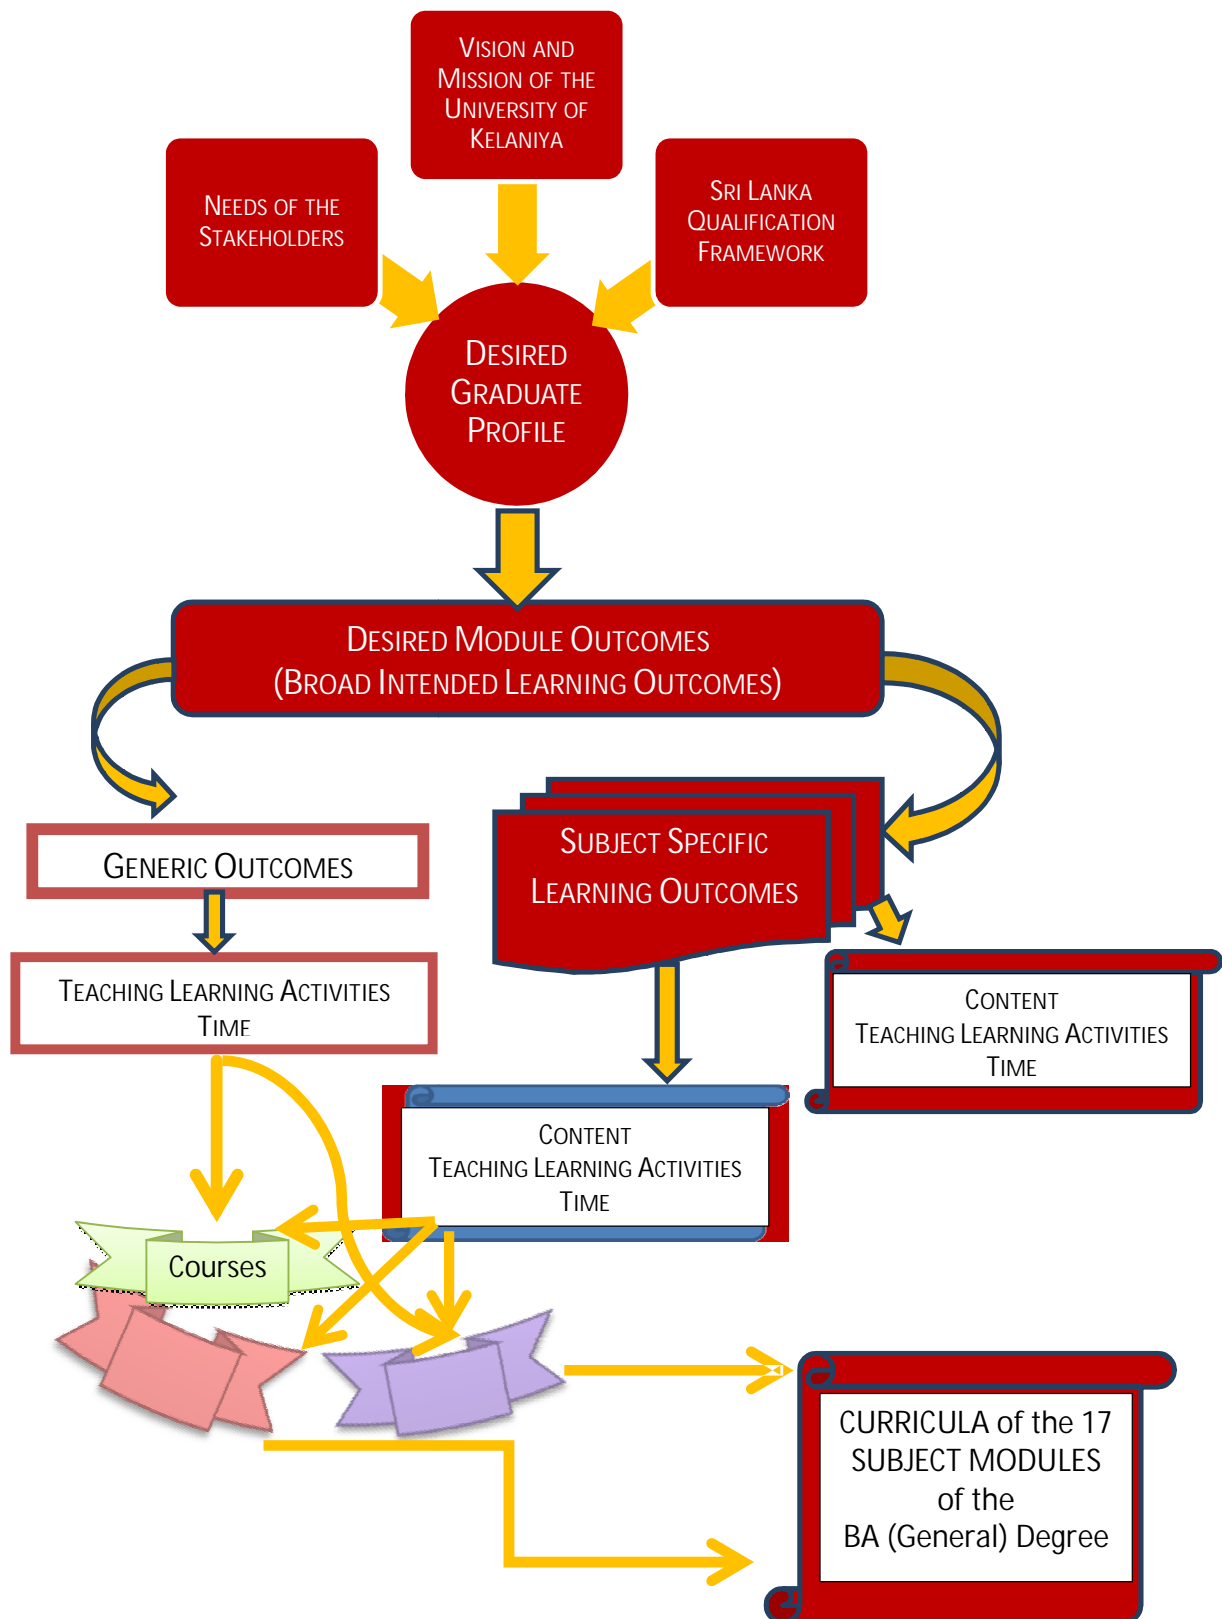 VISION AND
MISSION OF THE
UNIVERSITY OF
KELANIYA
NEEDS OF THE
STAKEHOLDERS
SRI LANKA
QUALIFICATION
FRAMEWORK
DESIRED
GRADUATE
PROFILE
DESIRED MODULE OUTCOMES
(BROAD INTENDED LEARNING OUTCOMES)
GENERIC OUTCOMES
SUBJECT SPECIFIC
LEARNING OUTCOMES
TEACHING LEARNING ACTIVITIES
TIME
CONTENT
TEACHING LEARNING ACTIVITIES
TIME
CONTENT
TEACHING LEARNING ACTIVITIES
TIME
Courses
CURRICULA of the 17
SUBJECT MODULES
of the
BA (General) Degree